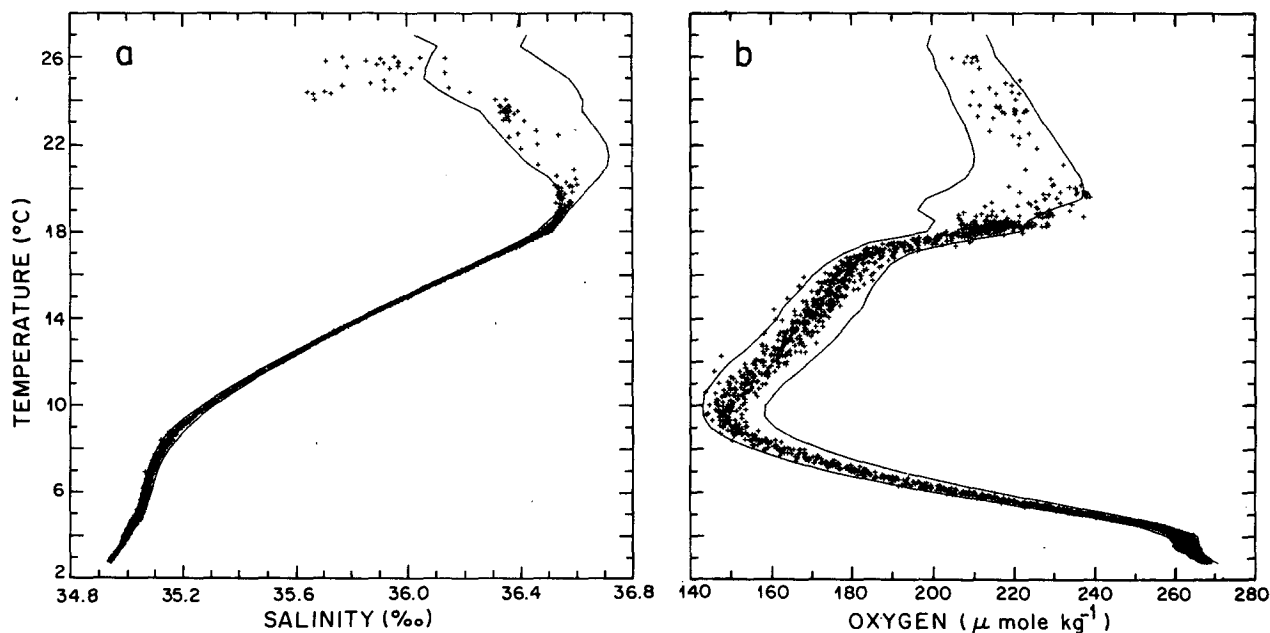 a
b
26
22
18
14
10
6
2
TEMPERATURE (°C)
34.8 35.2 35.6 36.0 36.4 36.8
SALINITY (‰)
140 160 180 200 220 240 260 280
OXYGEN (μ mole kg⁻¹)